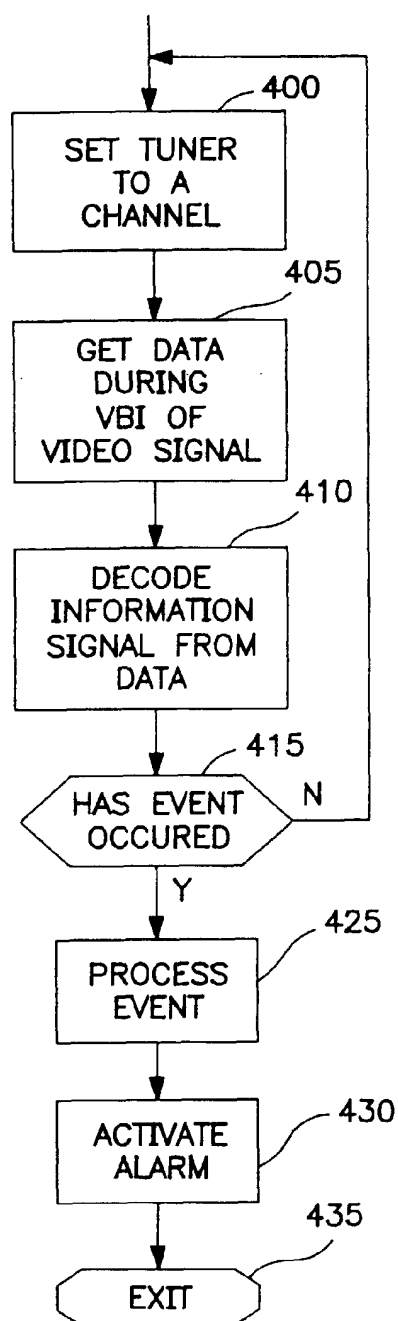 400
SET TUNER
TO A
CHANNEL
405
GET DATA
DURING
VBI OF
VIDEO SIGNAL
410
DECODE
INFORMATION
SIGNAL FROM
DATA
415
HAS EVENT
OCCURED
N
Y
425
PROCESS
EVENT
430
ACTIVATE
ALARM
435
EXIT